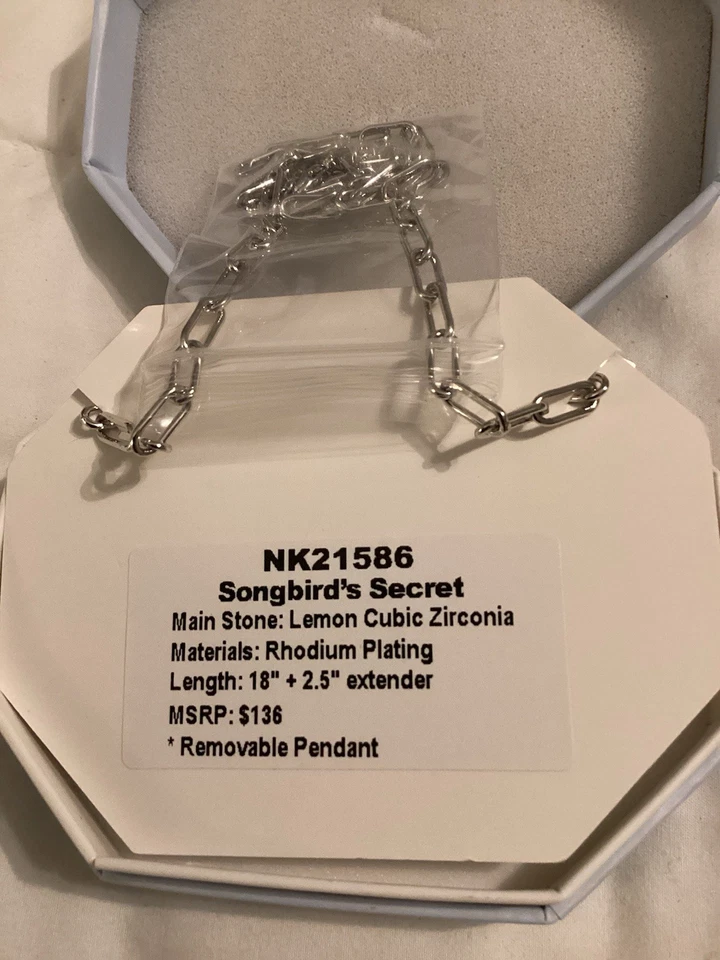 NK21586
Songbird's Secret
Main Stone: Lemon Cubic Zirconia
Materials: Rhodium Plating
Length: 18" + 2.5" extender
MSRP: $136
* Removable Pendant